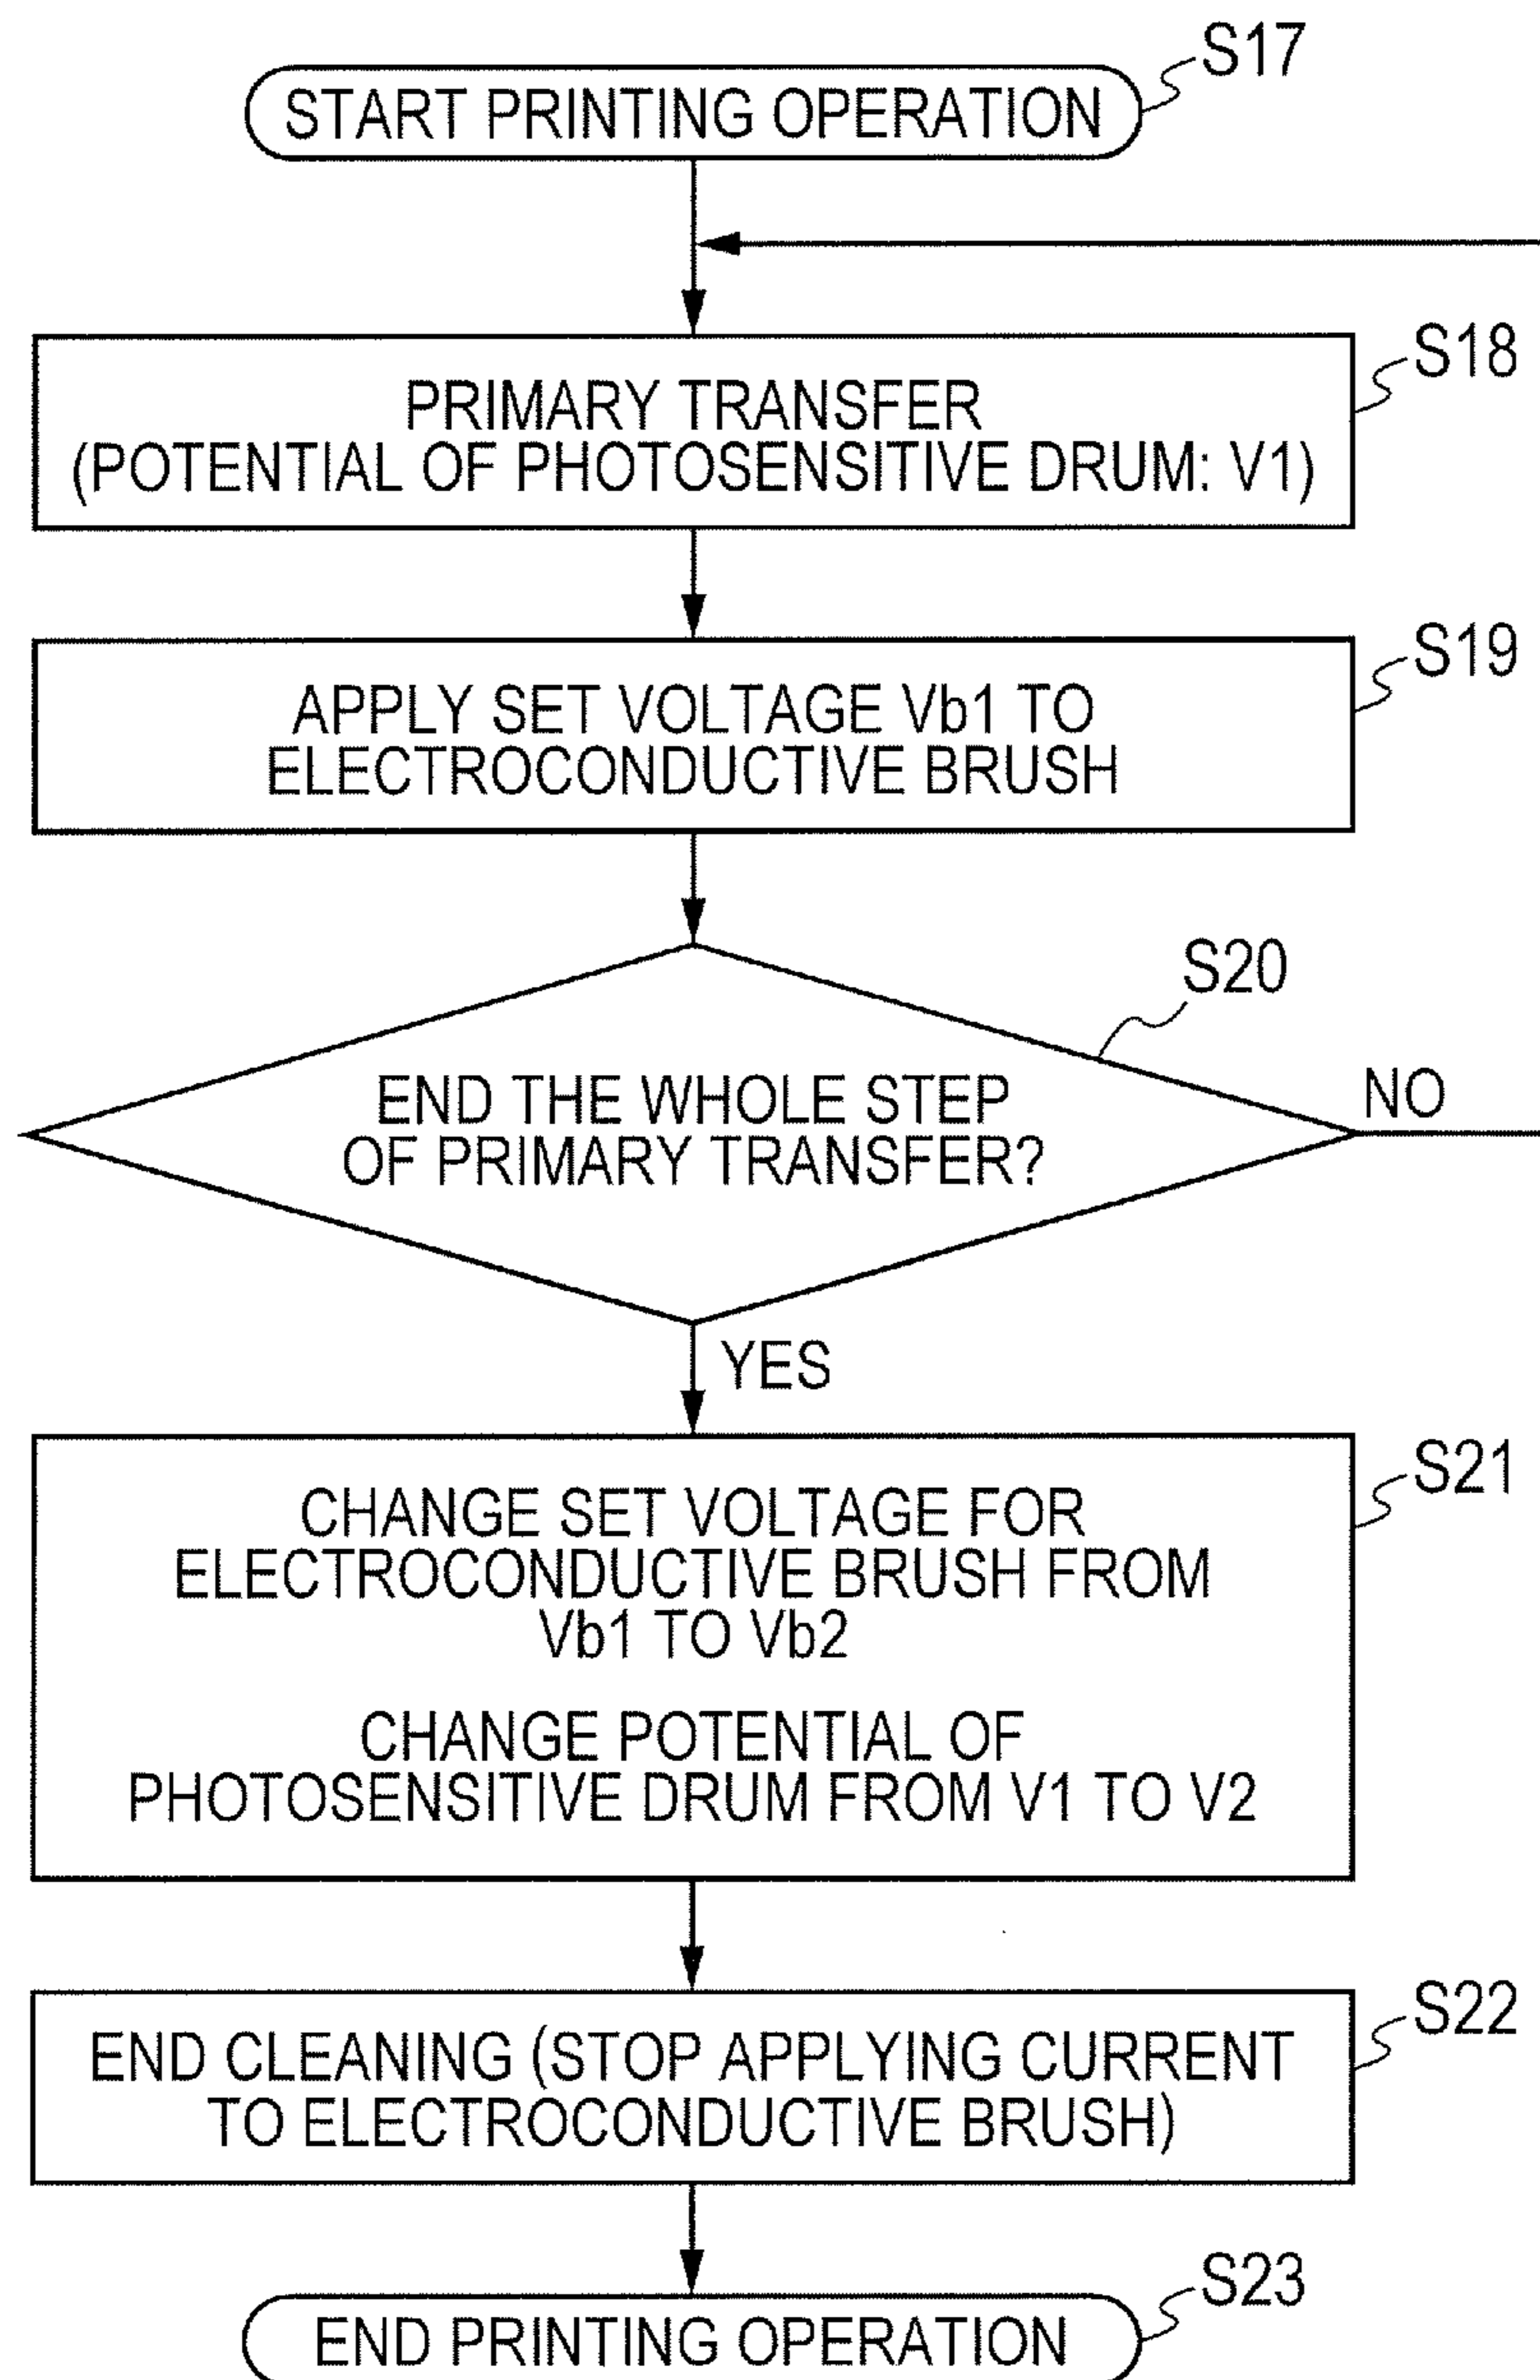 START PRINTING OPERATION
S17
PRIMARY TRANSFER
(POTENTIAL OF PHOTOSENSITIVE DRUM: V1)
S18
APPLY SET VOLTAGE Vb1 TO
ELECTROCONDUCTIVE BRUSH
S19
END THE WHOLE STEP
OF PRIMARY TRANSFER?
S20
NO
YES
CHANGE SET VOLTAGE FOR
ELECTROCONDUCTIVE BRUSH FROM
Vb1 TO Vb2
CHANGE POTENTIAL OF
PHOTOSENSITIVE DRUM FROM V1 TO V2
S21
END CLEANING (STOP APPLYING CURRENT
TO ELECTROCONDUCTIVE BRUSH)
S22
END PRINTING OPERATION
S23